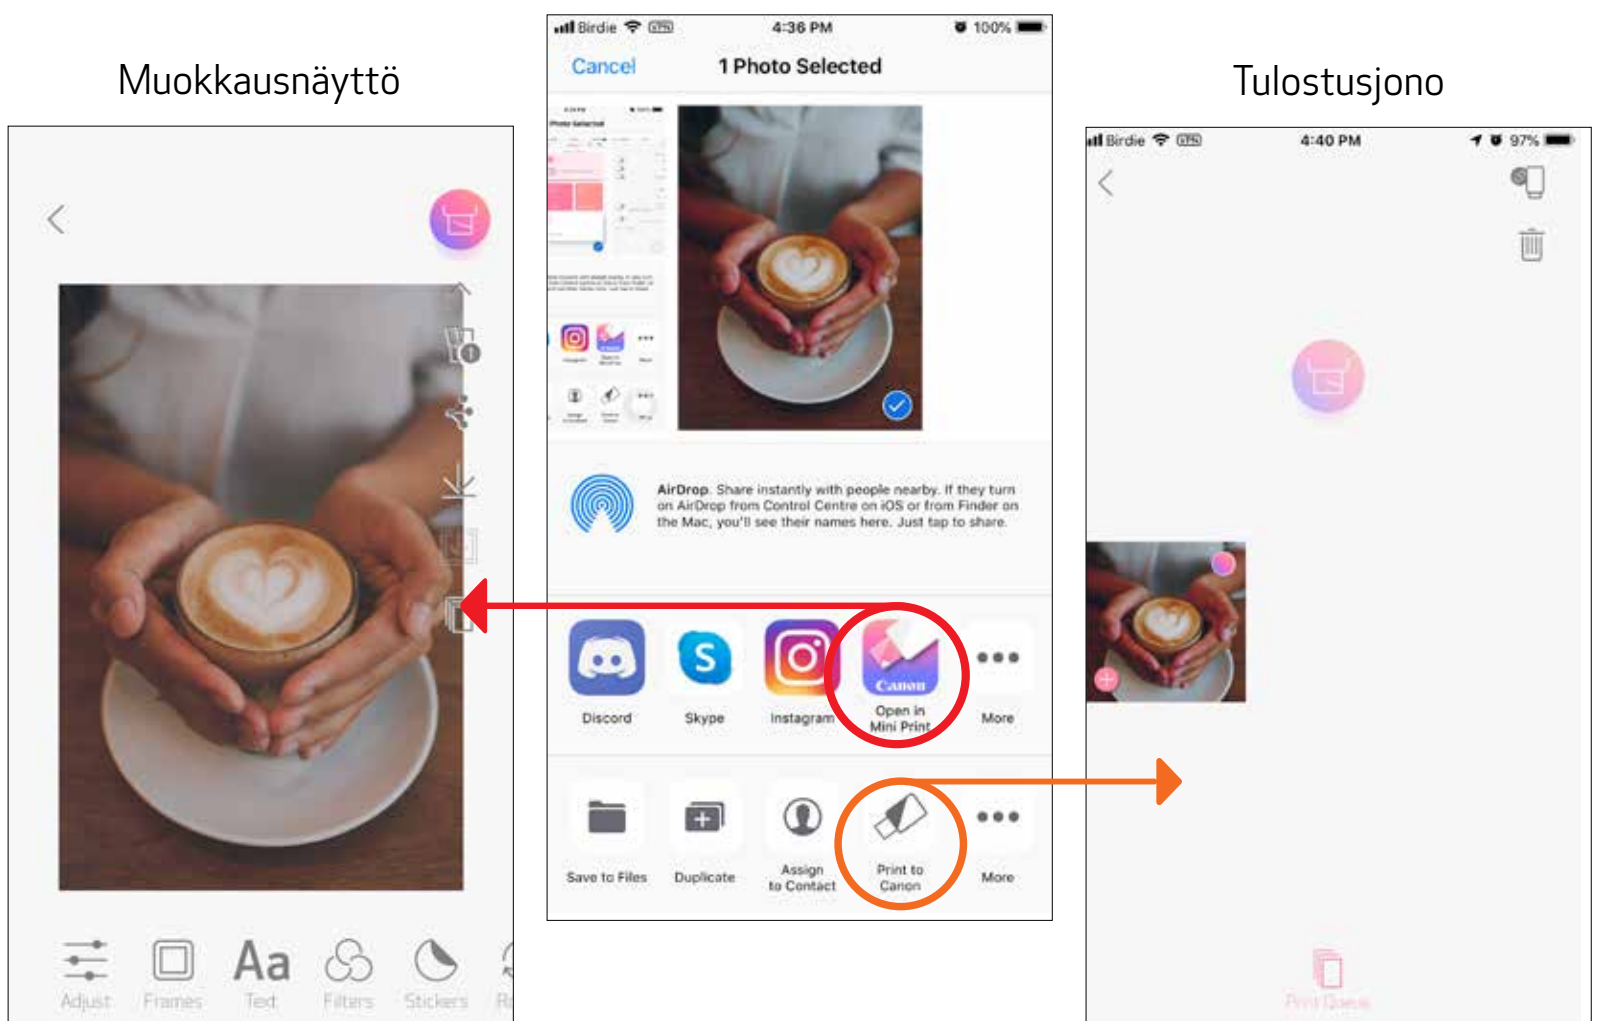 Muokkausnäyttö
Adjust
Frames
Aa
Text
Filters
Stickers
Birdie
VPN
4:36 PM
100%
Cancel
1 Photo Selected
AirDrop. Share instantly with people nearby. If they turn
on AirDrop from Control Centre on iOS or from Finder on
the Mac, you'll see their names here. Just tap to share.
Canon
Discord
Skype
Instagram
Open in
Mini Print
More
Save to Files
Duplicate
Assign
to Contact
Print to
Canon
More
Tulostusjono
Birdie
VPN
4:40 PM
97%
Print Queue